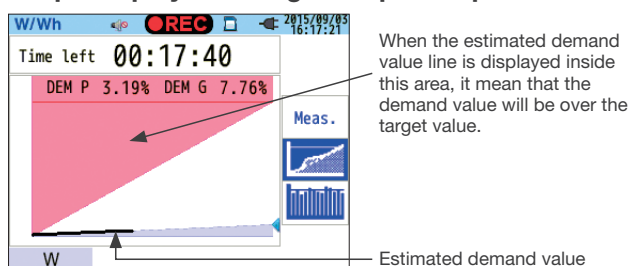 W/Wh REC 2015/09/03
16:17:21
Time left 00:17:40
DEM P 3.19% DEM G 7.76%
Meas.
W
When the estimated demand
value line is displayed inside
this area, it mean that the
demand value will be over the
target value.
Estimated demand value